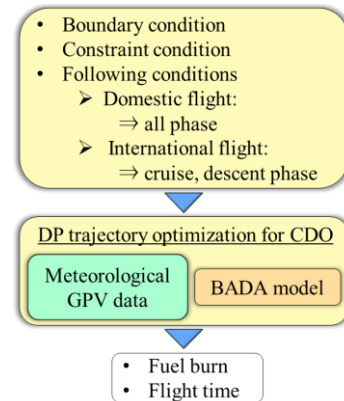 • Boundary condition
• Constraint condition
• Following conditions
➢ Domestic flight:
⇒ all phase
➢ International flight:
⇒ cruise, descent phase
DP trajectory optimization for CDO
Meteorological
GPV data
BADA model
• Fuel burn
• Flight time